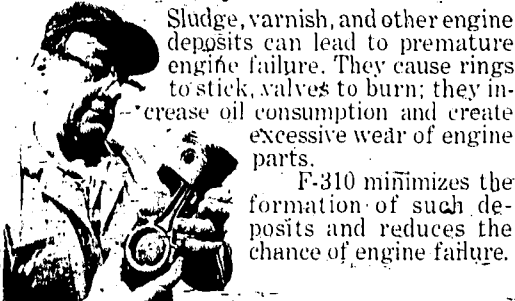 Sludge, varnish, and other engine
deposits can lead to premature
engine failure. They cause rings
to stick, valves to burn; they in-
crease oil consumption and create
excessive wear of engine
parts.
F-310 minimizes the
formation of such de-
posits and reduces the
chance of engine failure.